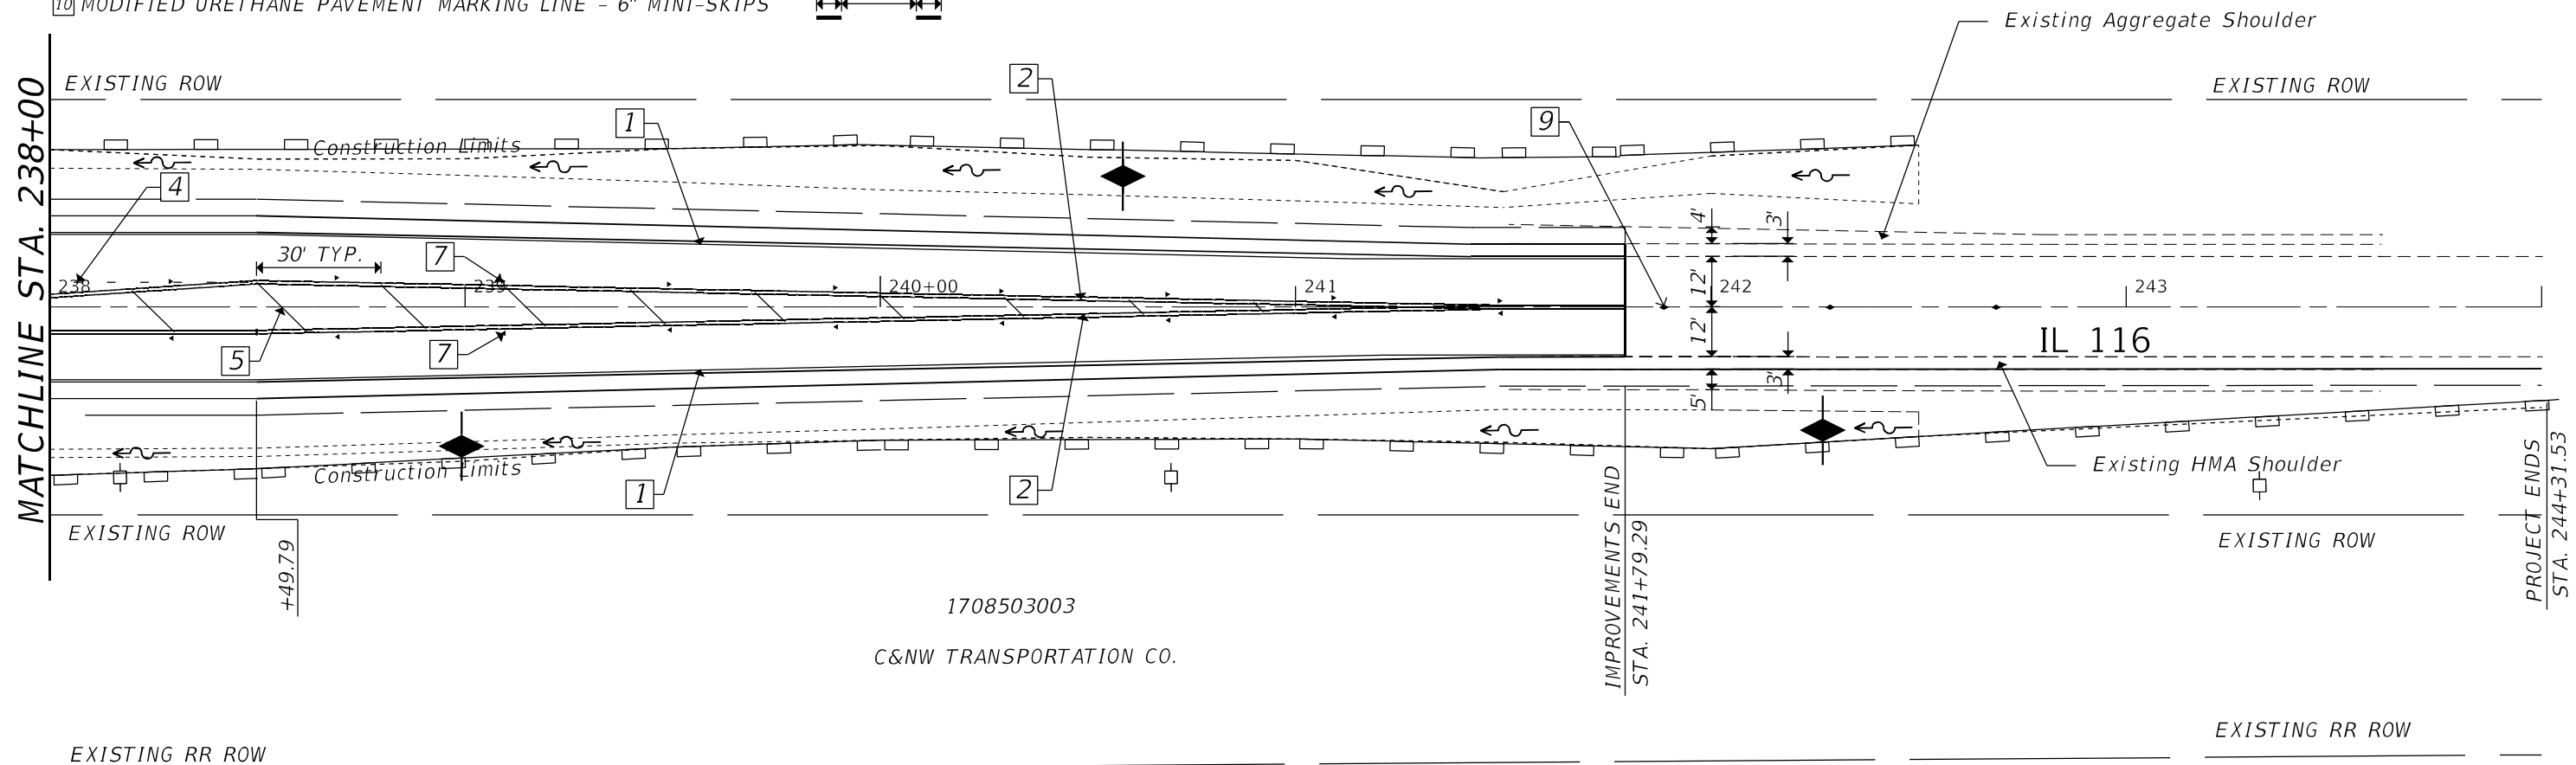 10 MODIFIED URETHANE PAVEMENT MARKING LINE - 6" MINI-SKIPS
Existing Aggregate Shoulder
MATCHLINE STA. 238+00
EXISTING ROW
2
EXISTING ROW
1
9
Construction Limits
4
4'
3'
30' TYP.
7
238
239
240+00
241
12'
242
243
5
7
12'
IL 116
3'
5'
Construction Limits
1
2
Existing HMA Shoulder
EXISTING ROW
EXISTING ROW
+49.79
IMPROVEMENTS END
STA. 241+79.29
PROJECT ENDS
STA. 244+31.53
1708503003
C&NW TRANSPORTATION CO.
EXISTING RR ROW
EXISTING RR ROW